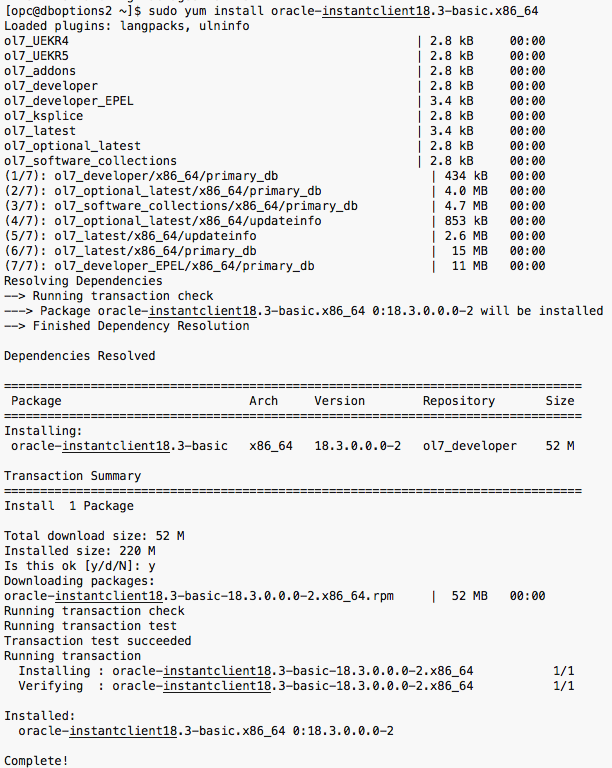 [opc@dboptions2 ~]$ sudo yum install oracle-instantclient18.3-basic.x86_64
Loaded plugins: langpacks, ulninfo
ol7_UEKR4 | 2.8 kB 00:00
ol7_UEKR5 | 2.8 kB 00:00
ol7_addons | 2.8 kB 00:00
ol7_developer | 2.8 kB 00:00
ol7_developer_EPEL | 3.4 kB 00:00
ol7_ksplice | 2.8 kB 00:00
ol7_latest | 3.4 kB 00:00
ol7_optional_latest | 2.8 kB 00:00
ol7_software_collections | 2.8 kB 00:00
(1/7): ol7_developer/x86_64/primary_db | 434 kB 00:00
(2/7): ol7_optional_latest/x86_64/primary_db | 4.0 MB 00:00
(3/7): ol7_software_collections/x86_64/primary_db | 4.7 MB 00:00
(4/7): ol7_optional_latest/x86_64/updateinfo | 853 kB 00:00
(5/7): ol7_latest/x86_64/updateinfo | 2.6 MB 00:00
(6/7): ol7_latest/x86_64/primary_db | 15 MB 00:00
(7/7): ol7_developer_EPEL/x86_64/primary_db | 11 MB 00:00
Resolving Dependencies
--> Running transaction check
---> Package oracle-instantclient18.3-basic.x86_64 0:18.3.0.0.0-2 will be installed
--> Finished Dependency Resolution

Dependencies Resolved

================================================================================
Package Arch Version Repository Size
================================================================================
Installing:
oracle-instantclient18.3-basic x86_64 18.3.0.0.0-2 ol7_developer 52 M

Transaction Summary
================================================================================
Install 1 Package

Total download size: 52 M
Installed size: 220 M
Is this ok [y/d/N]: y
Downloading packages:
oracle-instantclient18.3-basic-18.3.0.0.0-2.x86_64.rpm | 52 MB 00:00
Running transaction check
Running transaction test
Transaction test succeeded
Running transaction
Installing : oracle-instantclient18.3-basic-18.3.0.0.0-2.x86_64 1/1
Verifying : oracle-instantclient18.3-basic-18.3.0.0.0-2.x86_64 1/1

Installed:
oracle-instantclient18.3-basic.x86_64 0:18.3.0.0.0-2

Complete!